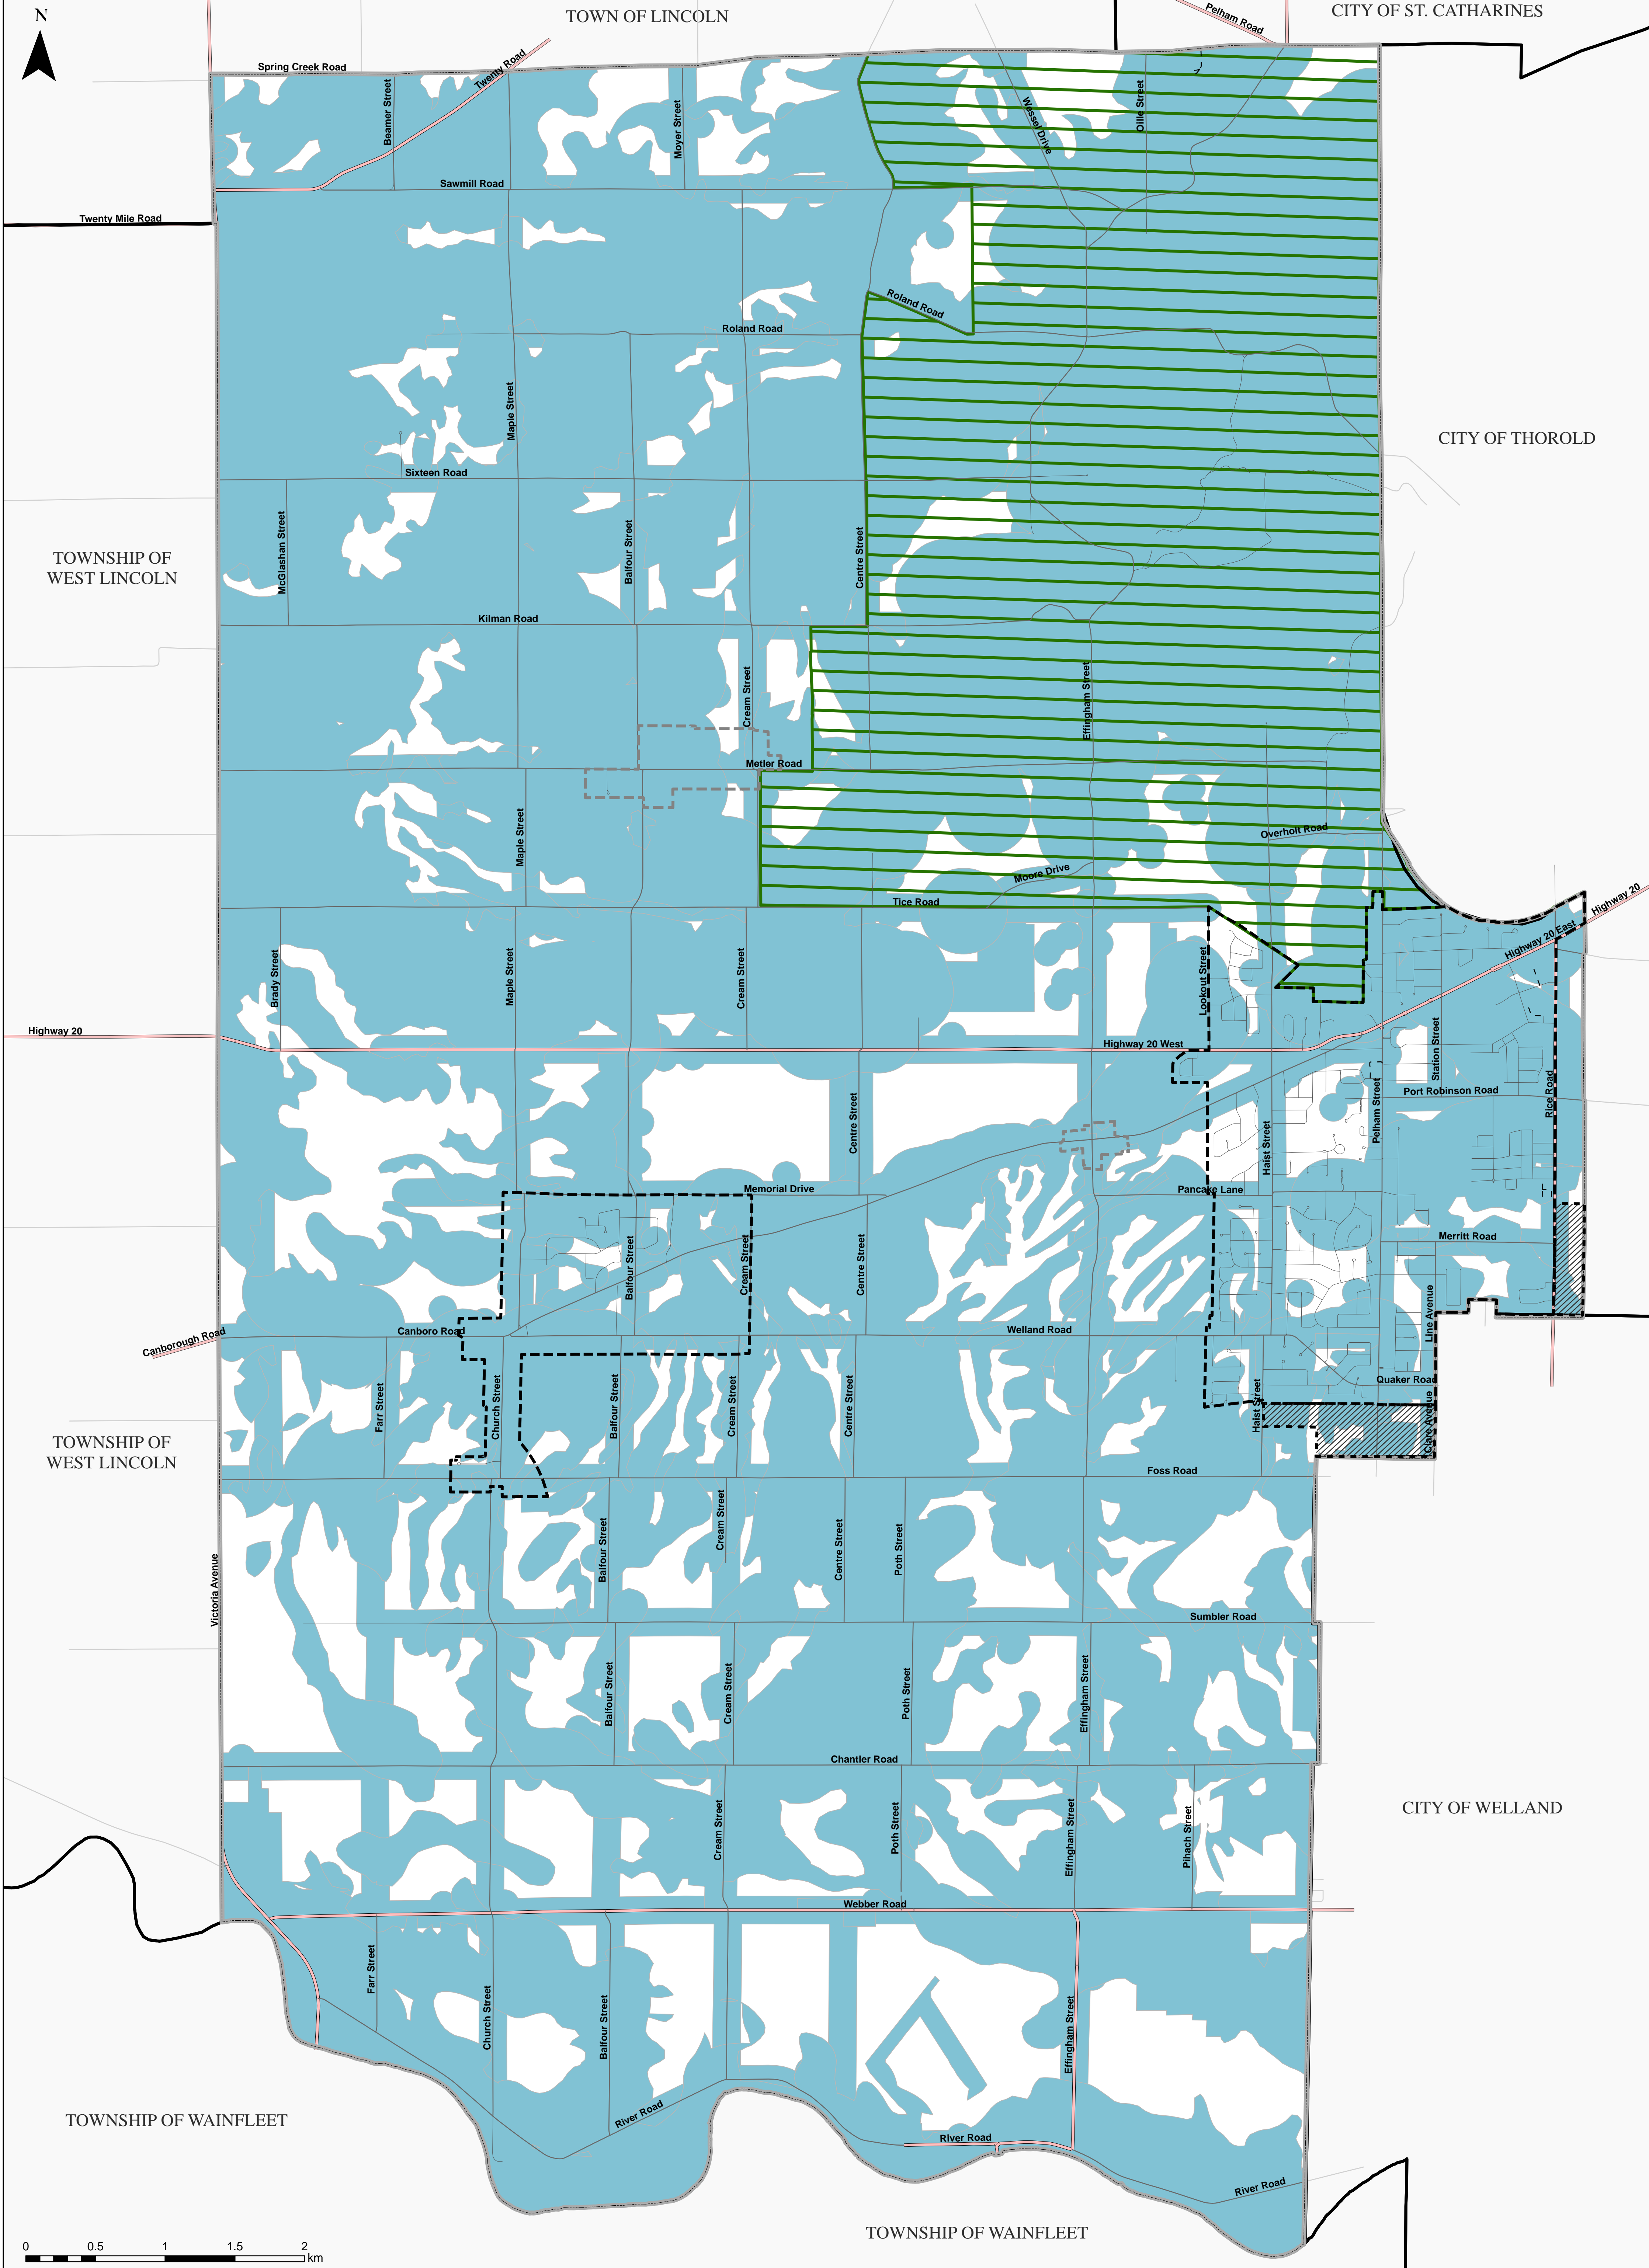 N
TOWN OF LINCOLN
Pelham Road
CITY OF ST. CATHARINES
Spring Creek Road
Twenty Road
Beamer Street
Moyer Street
Wessel Drive
Oille Street
Sawmill Road
Twenty Mile Road
Roland Road
Roland Road
Maple Street
CITY OF THOROLD
Sixteen Road
McGlashan Street
Balfour Street
Centre Street
TOWNSHIP OF
WEST LINCOLN
Kilman Road
Cream Street
Effingham Street
Metler Road
Maple Street
Overholt Road
Moore Drive
Tice Road
Highway 20
Highway 20 East
Brady Street
Maple Street
Cream Street
Lookout Street
Highway 20
Highway 20 West
Station Street
Port Robinson Road
Rice Road
Pelham Street
Centre Street
Haist Street
Memorial Drive
Pancake Lane
Merritt Road
Balfour Street
Cream Street
Centre Street
Line Avenue
Canborough Road
Canboro Road
Welland Road
Quaker Road
Farr Street
Church Street
Balfour Street
Cream Street
Centre Street
Haist Street
Clare Avenue
TOWNSHIP OF
WEST LINCOLN
Foss Road
Victoria Avenue
Balfour Street
Cream Street
Centre Street
Poth Street
Sumbler Road
Balfour Street
Cream Street
Poth Street
Effingham Street
Chantler Road
CITY OF WELLAND
Cream Street
Poth Street
Effingham Street
Pihach Street
Webber Road
Farr Street
Church Street
Balfour Street
Effingham Street
TOWNSHIP OF WAINFLEET
River Road
River Road
River Road
TOWNSHIP OF WAINFLEET
0 0.5 1 1.5 2
km